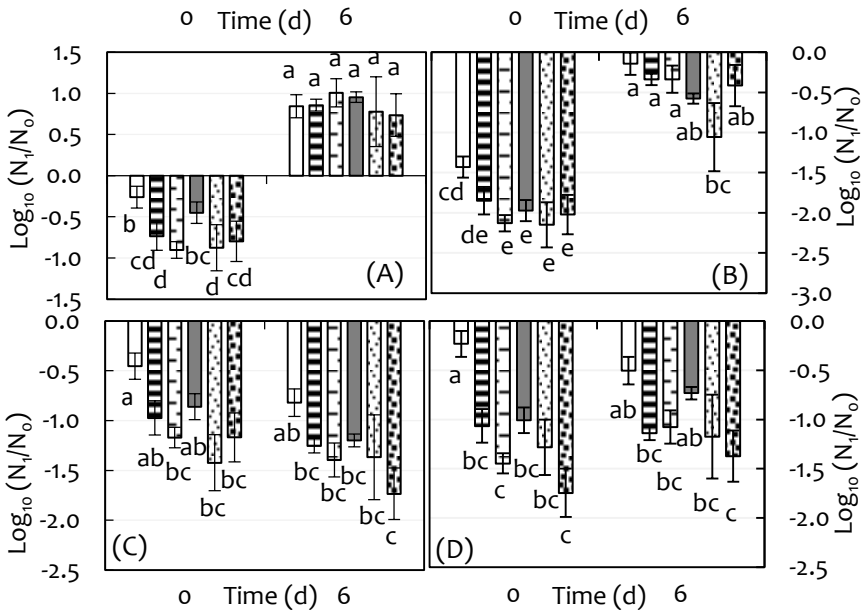 0 Time (d) 6
0 Time (d) 6
Log₁₀ (N₁/N₀)
1.5
1.0
0.5
0.0
-0.5
-1.0
-1.5
a a a a a a
b cd d bc d cd
(A)
0.0
-0.5
-1.0
-1.5
-2.0
-2.5
-3.0
Log₁₀ (N₁/N₀)
cd de e e e e
a a a ab bc ab
(B)
Log₁₀ (N₁/N₀)
0.0
-0.5
-1.0
-1.5
-2.0
-2.5
a ab bc ab bc bc
ab bc bc bc bc c
(C)
0.0
-0.5
-1.0
-1.5
-2.0
-2.5
Log₁₀ (N₁/N₀)
a bc c bc bc c
ab bc bc ab bc c
(D)
0 Time (d) 6
0 Time (d) 6